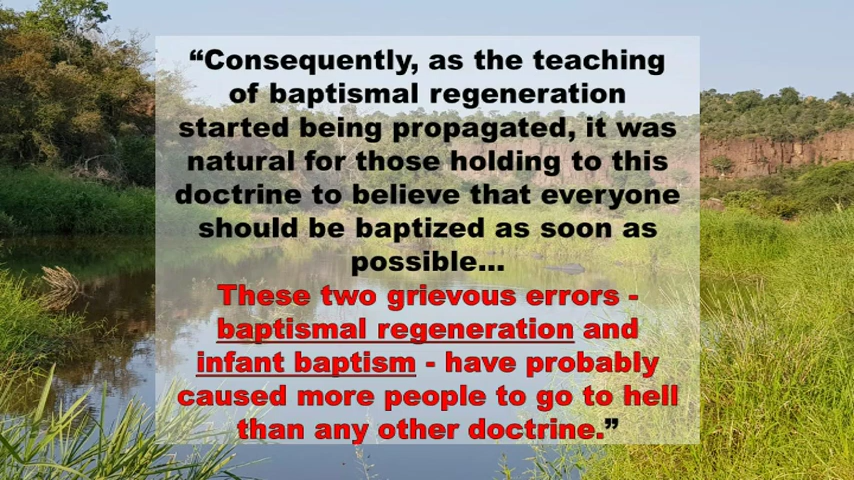 “Consequently, as the teaching
of baptismal regeneration
started being propagated, it was
natural for those holding to this
doctrine to believe that everyone
should be baptized as soon as
possible...
These two grievous errors -
baptismal regeneration and
infant baptism - have probably
caused more people to go to hell
than any other doctrine.”